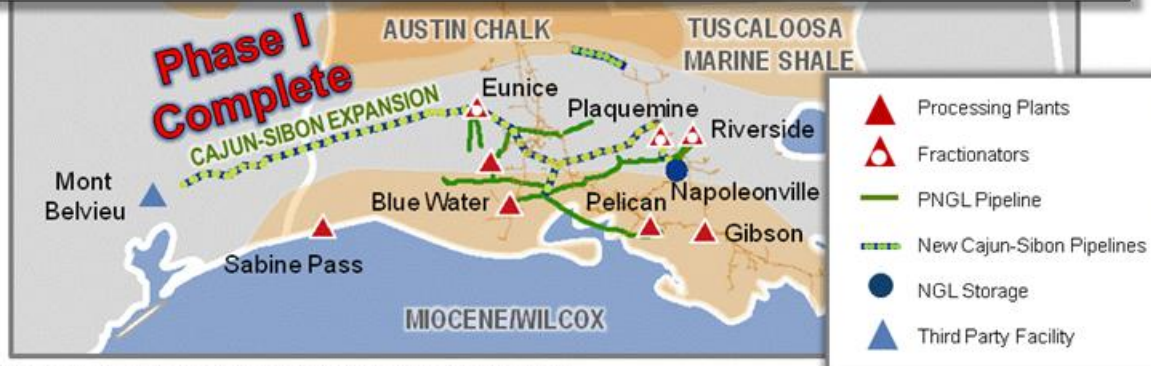 AUSTIN CHALK
TUSCALOOSA
MARINE SHALE
Phase I
Complete
CAJUN-SIBON EXPANSION
Eunice
Plaquemine
Riverside
Mont
Belvieu
Blue Water
Pelican
Napoleonville
Gibson
Sabine Pass
MIOCENE/WILCOX
Processing Plants
Fractionators
PNGL Pipeline
New Cajun-Sibon Pipelines
NGL Storage
Third Party Facility